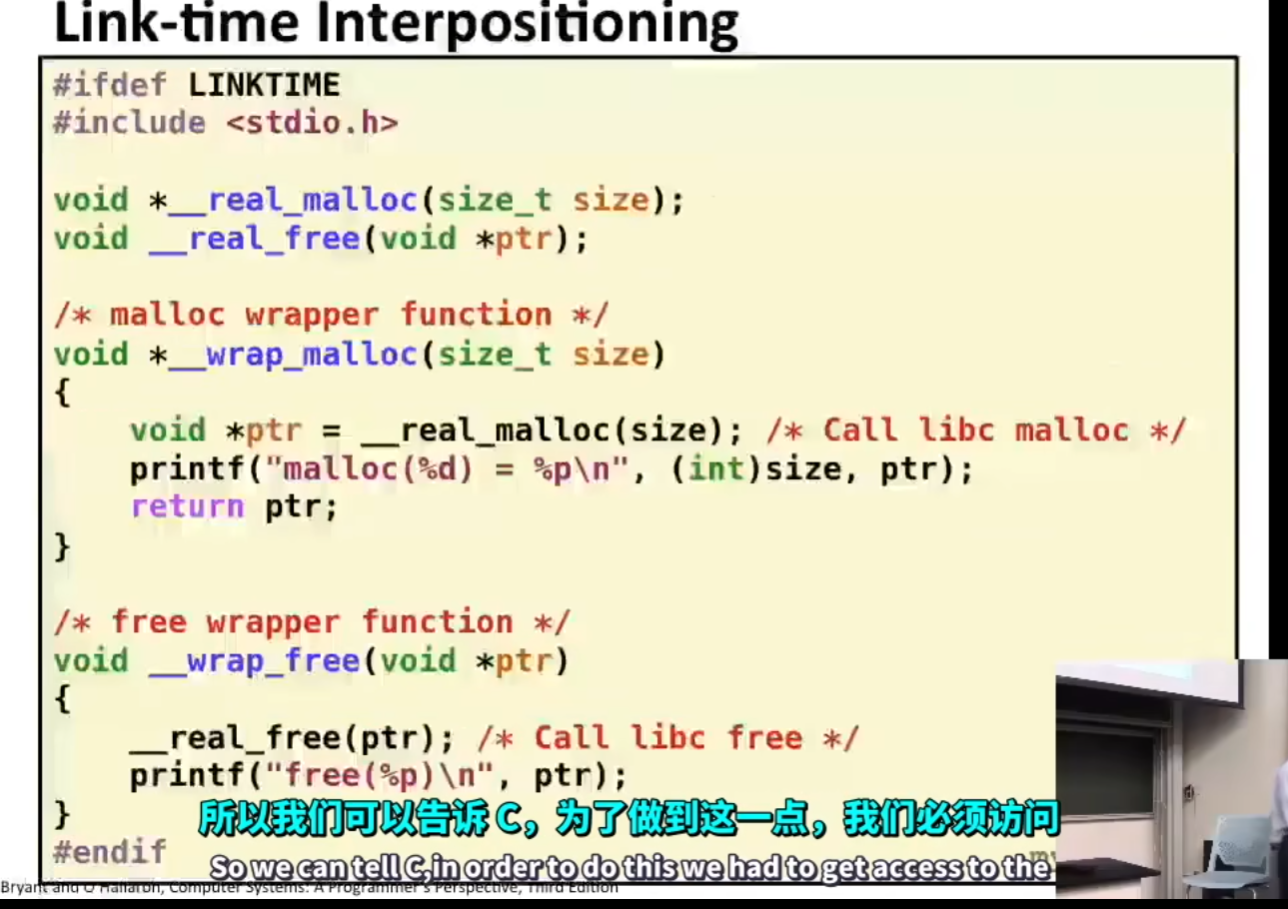 Link-time Interpositioning
#ifdef LINKTIME
#include <stdio.h>
void *__real_malloc(size_t size);
void __real_free(void *ptr);
/* malloc wrapper function */
void *__wrap_malloc(size_t size)
{
    void *ptr = __real_malloc(size); /* Call libc malloc */
    printf("malloc(%d) = %p\n", (int)size, ptr);
    return ptr;
}
/* free wrapper function */
void __wrap_free(void *ptr)
{
    __real_free(ptr); /* Call libc free */
    printf("free(%p)\n", ptr);
}
#endif
所以我们可以告诉 C，为了做到这一点，我们必须访问
So we can tell C,in order to do this we had to get access to the
Bryant and O'Hallaron, Computer Systems: A Programmer's Perspective, Third Edition